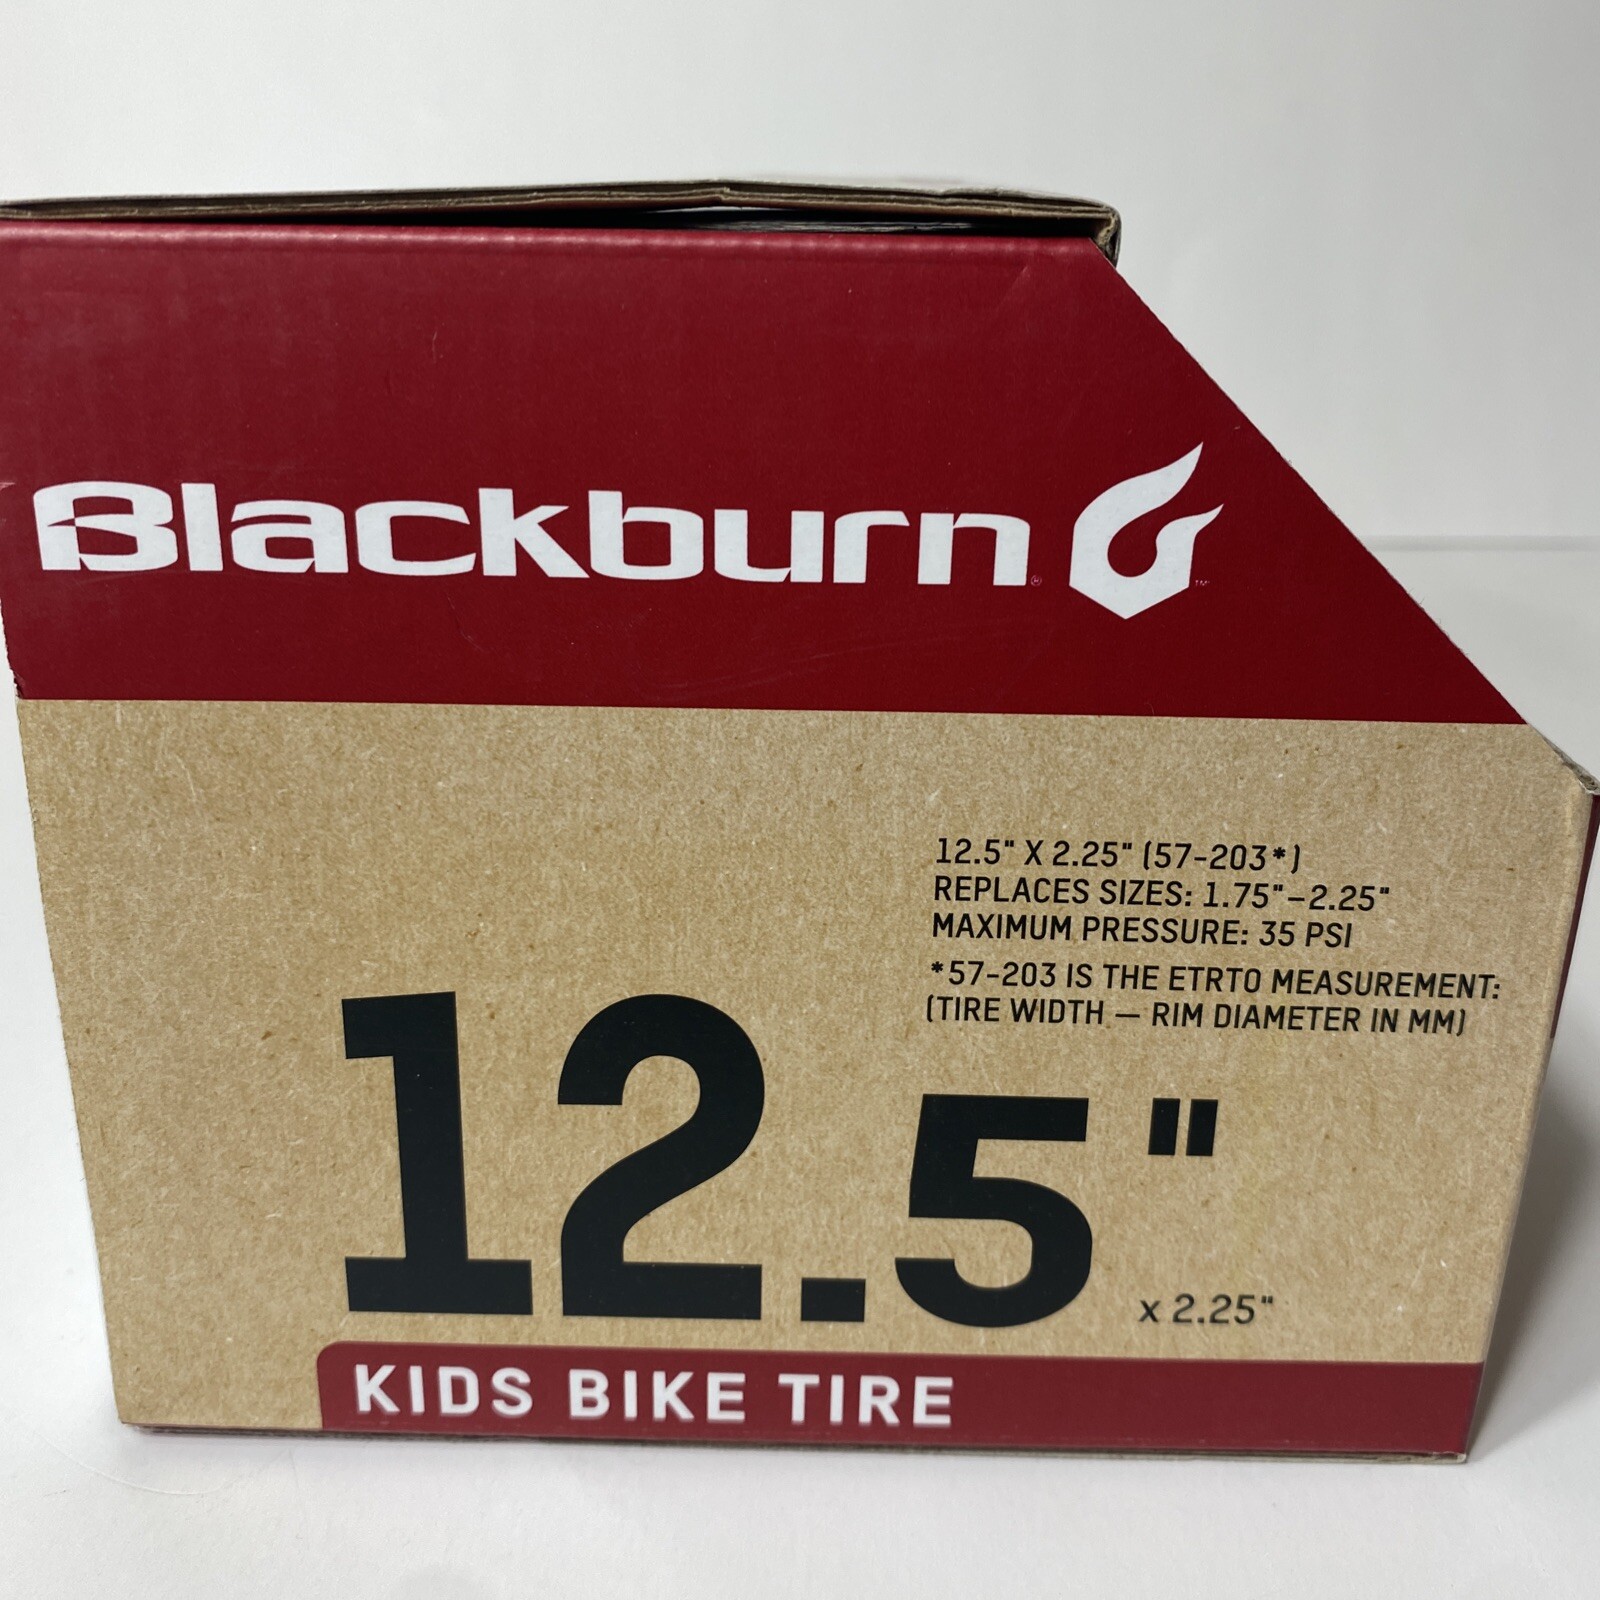 Blackburn
12.5" X 2.25" (57-203*)
REPLACES SIZES: 1.75"–2.25"
MAXIMUM PRESSURE: 35 PSI
*57-203 IS THE ETRTO MEASUREMENT:
(TIRE WIDTH — RIM DIAMETER IN MM)
12.5" x 2.25"
KIDS BIKE TIRE